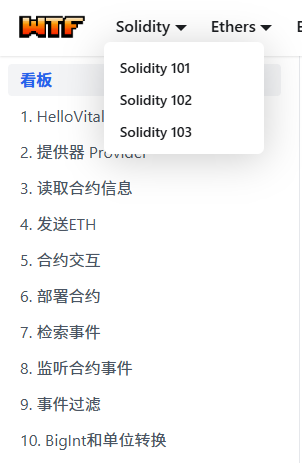 WTF
Solidity
Ethers
Solidity 101
Solidity 102
Solidity 103
看板
1. HelloVital
2. 提供器 Provider
3. 读取合约信息
4. 发送ETH
5. 合约交互
6. 部署合约
7. 检索事件
8. 监听合约事件
9. 事件过滤
10. BigInt和单位转换